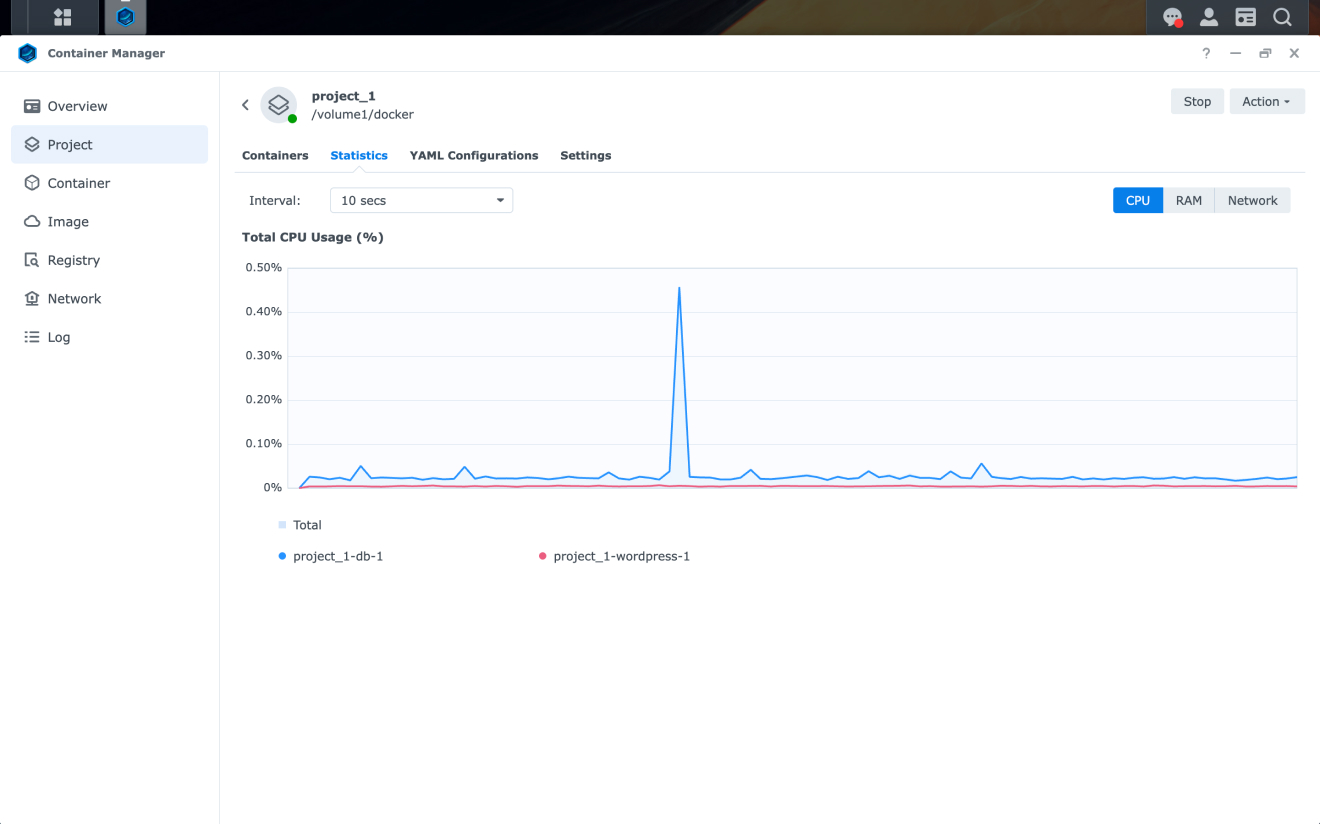 Container Manager
?
Overview
Project
Container
Image
Registry
Network
Log
project_1
/volume1/docker
Stop
Action
Containers Statistics YAML Configurations Settings
Interval: 10 secs
CPU RAM Network
Total CPU Usage (%)
0.50%
0.40%
0.30%
0.20%
0.10%
0%
Total
project_1-db-1
project_1-wordpress-1